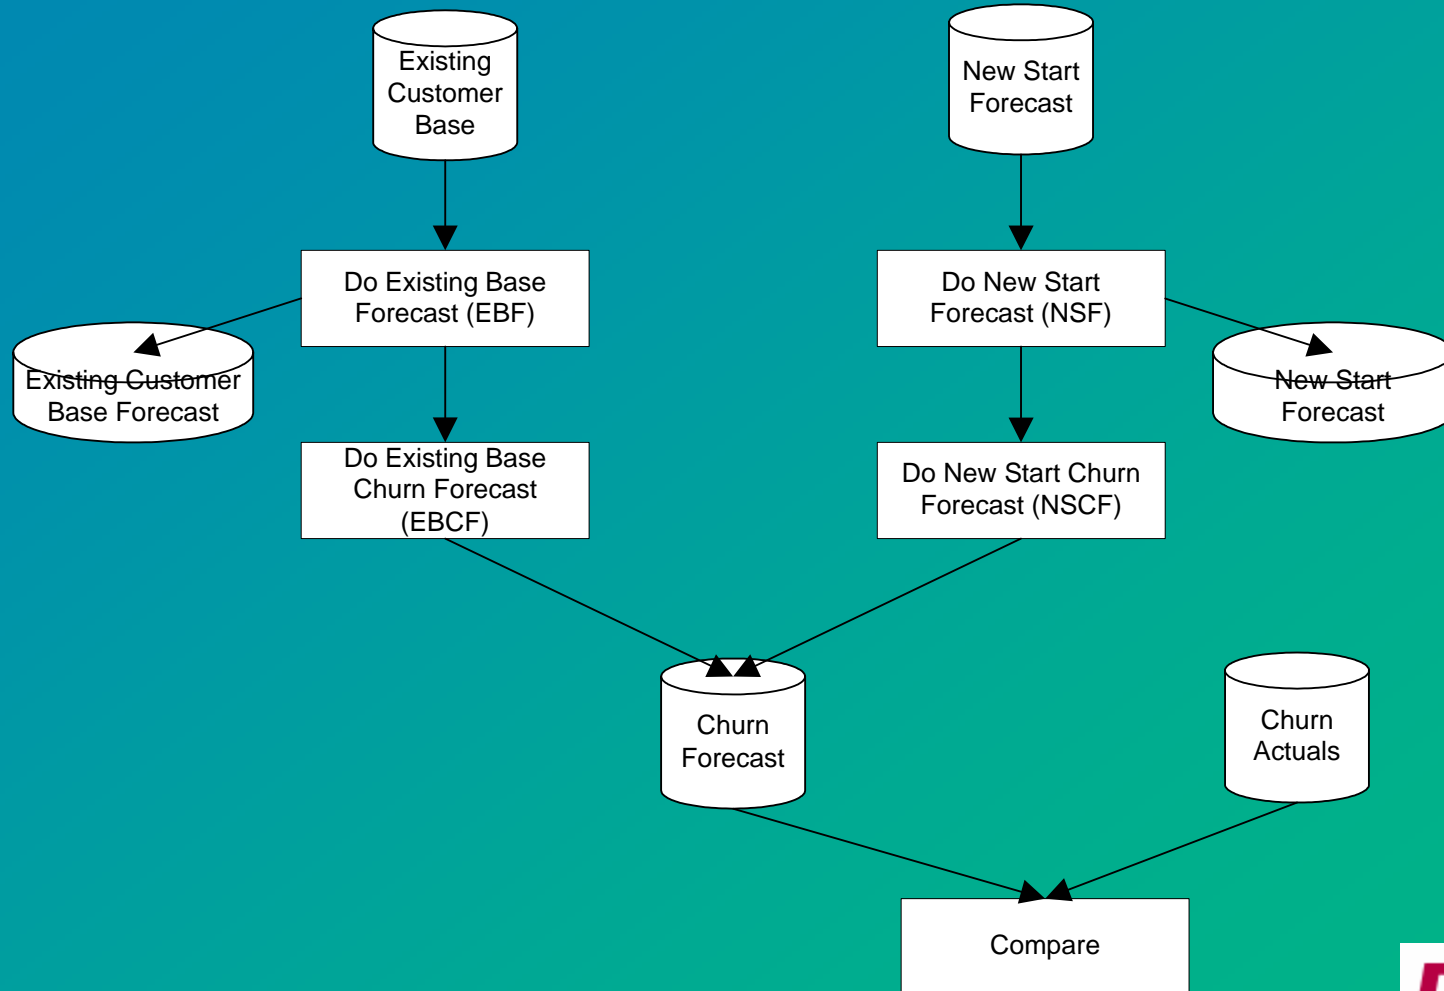 Existing
Customer
Base
New Start
Forecast
Do Existing Base
Forecast (EBF)
Do New Start
Forecast (NSF)
Existing Customer
Base Forecast
New Start
Forecast
Do Existing Base
Churn Forecast
(EBCF)
Do New Start Churn
Forecast (NSCF)
Churn
Forecast
Churn
Actuals
Compare